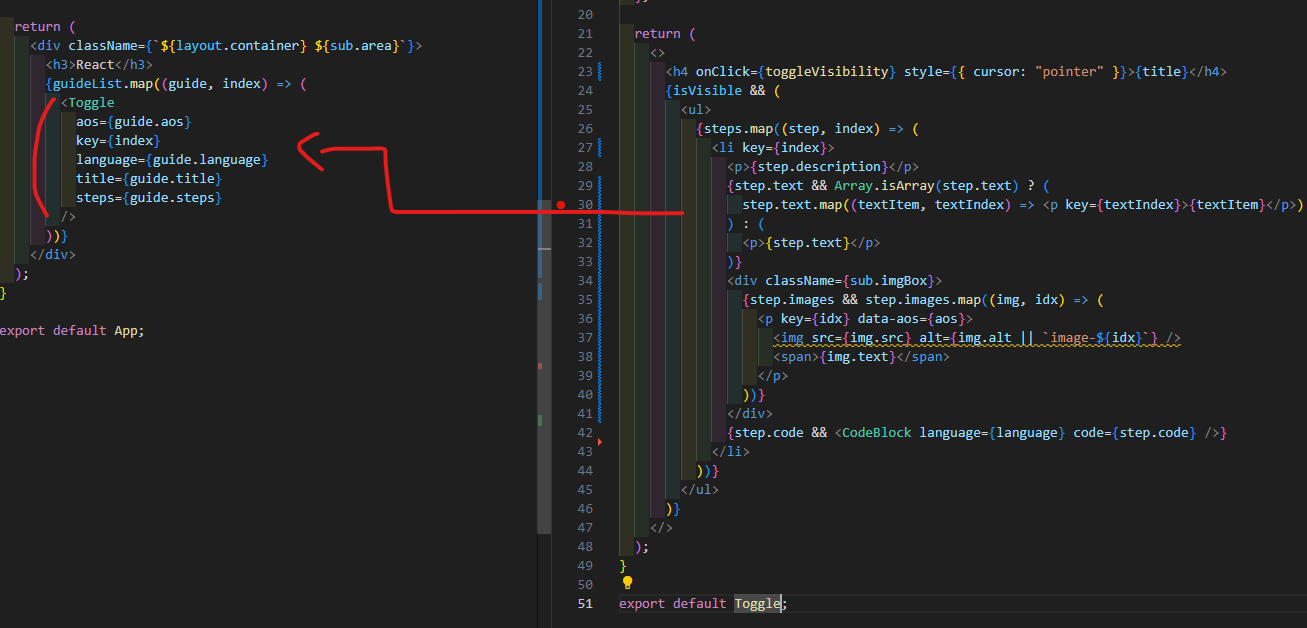 return (
<div className={`${layout.container} ${sub.area}`}>
<h3>React</h3>
{guideList.map((guide, index) => (
<Toggle
aos={guide.aos}
key={index}
language={guide.language}
title={guide.title}
steps={guide.steps}
/>
))}
</div>
);
}
export default App;
20
21 return (
22 <>
23 <h4 onClick={toggleVisibility} style={{ cursor: "pointer" }}>{title}</h4>
24 {isVisible && (
25 <ul>
26 {steps.map((step, index) => (
27 <li key={index}>
28 <p>{step.description}</p>
29 {step.text && Array.isArray(step.text) ? (
30 step.text.map((textItem, textIndex) => <p key={textIndex}>{textItem}</p>)
31 ) : (
32 <p>{step.text}</p>
33 )}
34 <div className={sub.imgBox}>
35 {step.images && step.images.map((img, idx) => (
36 <p key={idx} data-aos={aos}>
37 <img src={img.src} alt={img.alt || `image-${idx}`} />
38 <span>{img.text}</span>
39 </p>
40 ))}
41 </div>
42 {step.code && <CodeBlock language={language} code={step.code} />}
43 </li>
44 ))}
45 </ul>
46 )}
47 </>
48 );
49 }
50
51 export default Toggle;